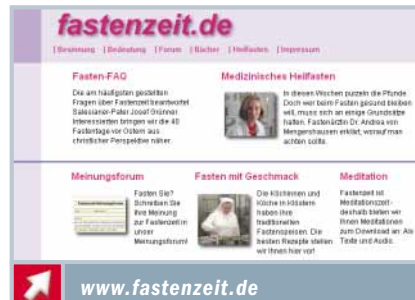 fastenzeit.de
| Besinnung | Bedeutung | Forum | Bücher | Heilfasten | Impressum
Fasten-FAQ
Die am häufigsten gestellten
Fragen über Fastenzeit beantwortet
Salesianer-Pater Josef Grünner.
Interessierten bringen wir die 40
Fastentage vor Ostern aus
christlicher Perspektive näher.
Medizinisches Heilfasten
In diesen Wochen purzeln die Pfunde.
Doch wer beim Fasten gesund bleiben
will, muss sich an einige Grundsätze
halten. Fastenärztin Dr. Andrea von
Mengershausen erklärt, worauf man
achten sollte.
Meinungsforum
Fasten Sie?
Schreiben Sie
ihre Meinung
zur Fastenzeit in
unser
Meinungsforum!
Fasten mit Geschmack
Die Köchinnen und
Köche in Klöstern
haben ihre
traditionellen
Fastenspeisen. Die
besten Rezepte stellen
wir Ihnen hier vor!
Meditation
Fastenzeit ist
Meditationszeit -
deshalb bieten wir
Ihnen Meditationen
zum Download an: Als
Texte und Audio.
www.fastenzeit.de